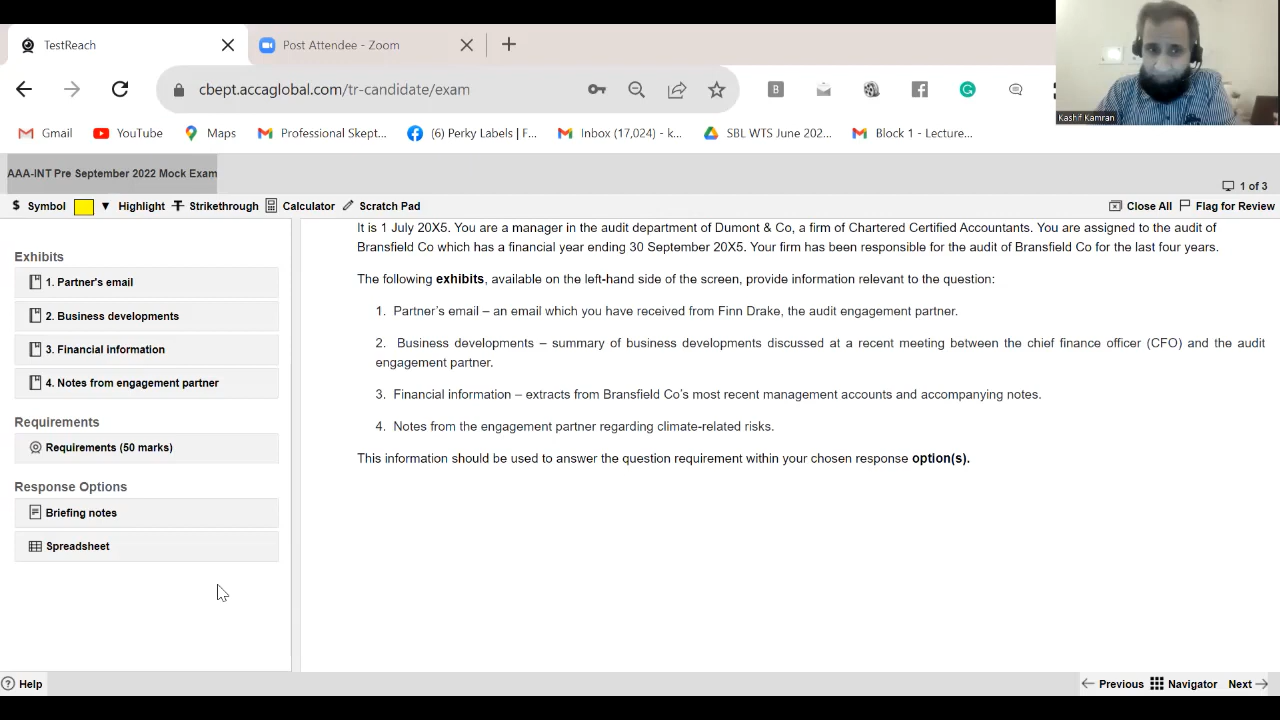 TestReach
Post Attendee - Zoom
cbept.accaglobal.com/tr-candidate/exam
Gmail
YouTube
Maps
Professional Skept...
(6) Perky Labels | F...
Inbox (17,024) - k...
SBL WTS June 202...
Block 1 - Lecture...
Kashif Kamran
AAA-INT Pre September 2022 Mock Exam
1 of 3
$ Symbol
Highlight
Strikethrough
Calculator
Scratch Pad
Close All
Flag for Review
Exhibits
1. Partner's email
2. Business developments
3. Financial information
4. Notes from engagement partner
Requirements
Requirements (50 marks)
Response Options
Briefing notes
Spreadsheet
It is 1 July 20X5. You are a manager in the audit department of Dumont & Co, a firm of Chartered Certified Accountants. You are assigned to the audit of
Bransfield Co which has a financial year ending 30 September 20X5. Your firm has been responsible for the audit of Bransfield Co for the last four years.
The following exhibits, available on the left-hand side of the screen, provide information relevant to the question:
1. Partner's email – an email which you have received from Finn Drake, the audit engagement partner.
2. Business developments – summary of business developments discussed at a recent meeting between the chief finance officer (CFO) and the audit
engagement partner.
3. Financial information – extracts from Bransfield Co's most recent management accounts and accompanying notes.
4. Notes from the engagement partner regarding climate-related risks.
This information should be used to answer the question requirement within your chosen response option(s).
Help
Previous
Navigator
Next